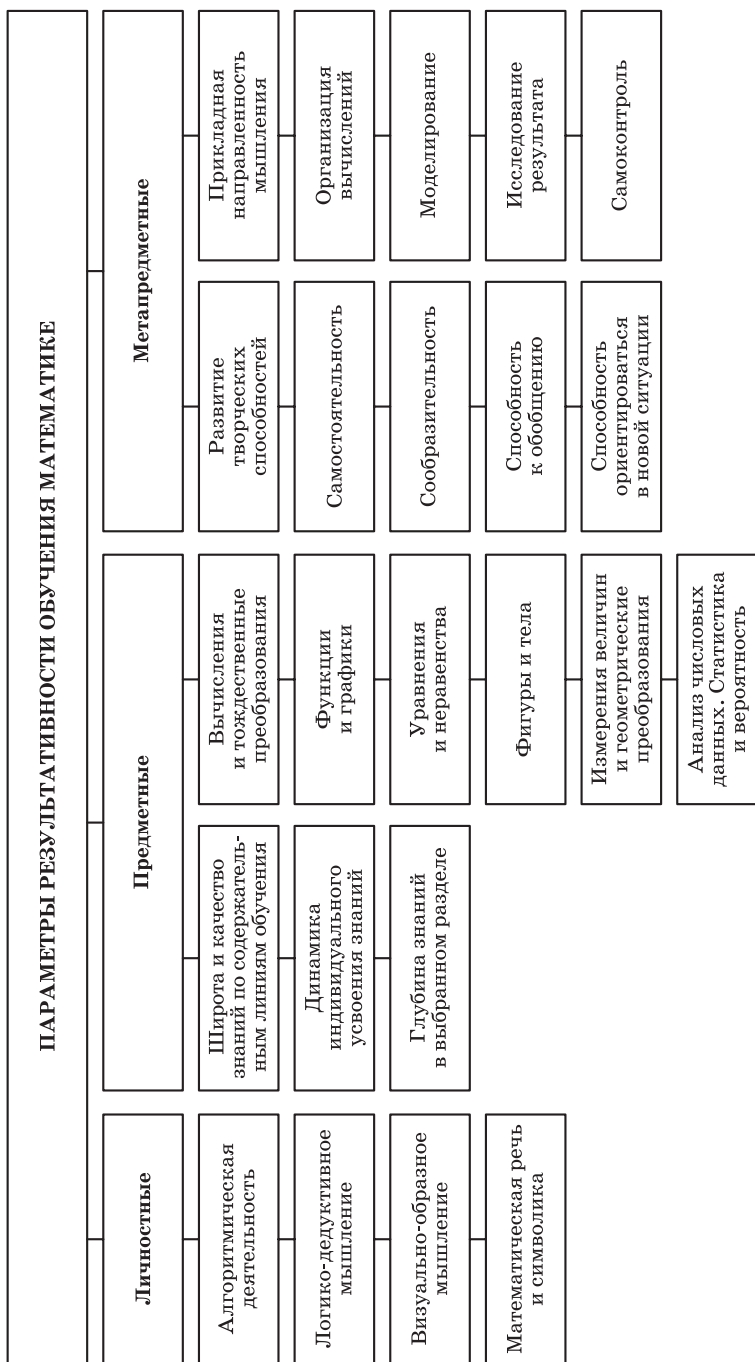 ПАРАМЕТРЫ РЕЗУЛЬТАТИВНОСТИ ОБУЧЕНИЯ МАТЕМАТИКЕ
Личностные
Алгоритмическая
деятельность
Логико-дедуктивное
мышление
Визуально-образное
мышление
Математическая речь
и символика
Предметные
Широта и качество
знаний по содержатель-
ным линиям обучения
Динамика
индивидуального
усвоения знаний
Глубина знаний
в выбранном разделе
Вычисления
и тождественные
преобразования
Функции
и графики
Уравнения
и неравенства
Фигуры и тела
Измерения величин
и геометрические
преобразования
Анализ числовых
данных. Статистика
и вероятность
Метапредметные
Развитие
творческих
способностей
Самостоятельность
Сообразительность
Способность
к обобщению
Способность
ориентироваться
в новой ситуации
Прикладная
направленность
мышления
Организация
вычислений
Моделирование
Исследование
результата
Самоконтроль